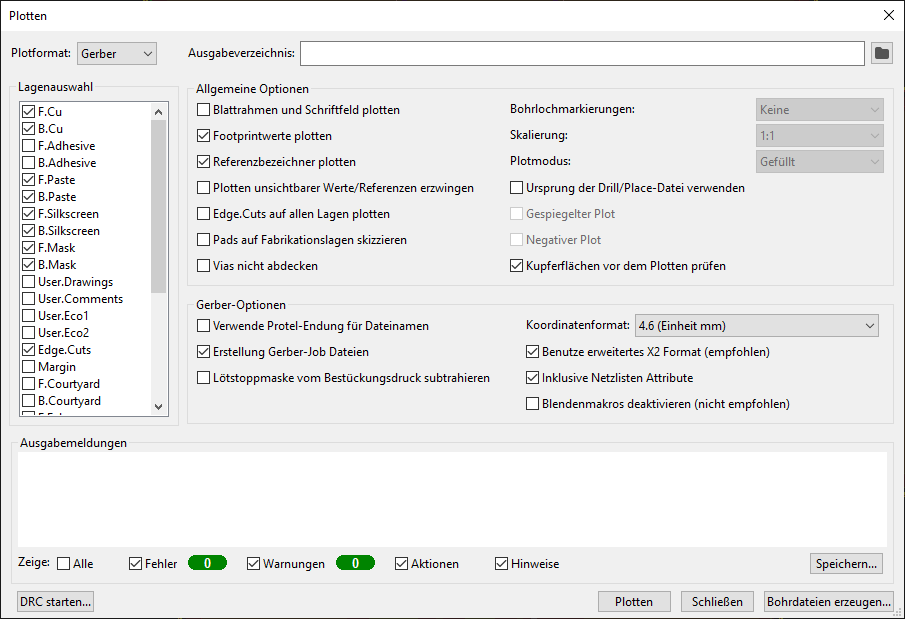 Plotten
Plotformat: Gerber Ausgabeverzeichnis:
Lagenauswahl
F.Cu
B.Cu
F.Adhesive
B.Adhesive
F.Paste
B.Paste
F.Silkscreen
B.Silkscreen
F.Mask
B.Mask
User.Drawings
User.Comments
User.Eco1
User.Eco2
Edge.Cuts
Margin
F.Courtyard
B.Courtyard
Allgemeine Optionen
Blattrahmen und Schriftfeld plotten
Footprintwerte plotten
Referenzbezeichner plotten
Plotten unsichtbarer Werte/Referenzen erzwingen
Edge.Cuts auf allen Lagen plotten
Pads auf Fabrikationslagen skizzieren
Vias nicht abdecken
Bohrlochmarkierungen: Keine
Skalierung: 1:1
Plotmodus: Gefüllt
Ursprung der Drill/Place-Datei verwenden
Gespiegelter Plot
Negativer Plot
Kupferflächen vor dem Plotten prüfen
Gerber-Optionen
Verwende Protel-Endung für Dateinamen
Erstellung Gerber-Job Dateien
Lötstoppmaske vom Bestückungsdruck subtrahieren
Koordinatenformat: 4.6 (Einheit mm)
Benutze erweitertes X2 Format (empfohlen)
Inklusive Netzlisten Attribute
Blendenmakros deaktivieren (nicht empfohlen)
Ausgabemeldungen
Zeige: Alle Fehler 0 Warnungen 0 Aktionen Hinweise Speichern...
DRC starten... Plotten Schließen Bohrdateien erzeugen...